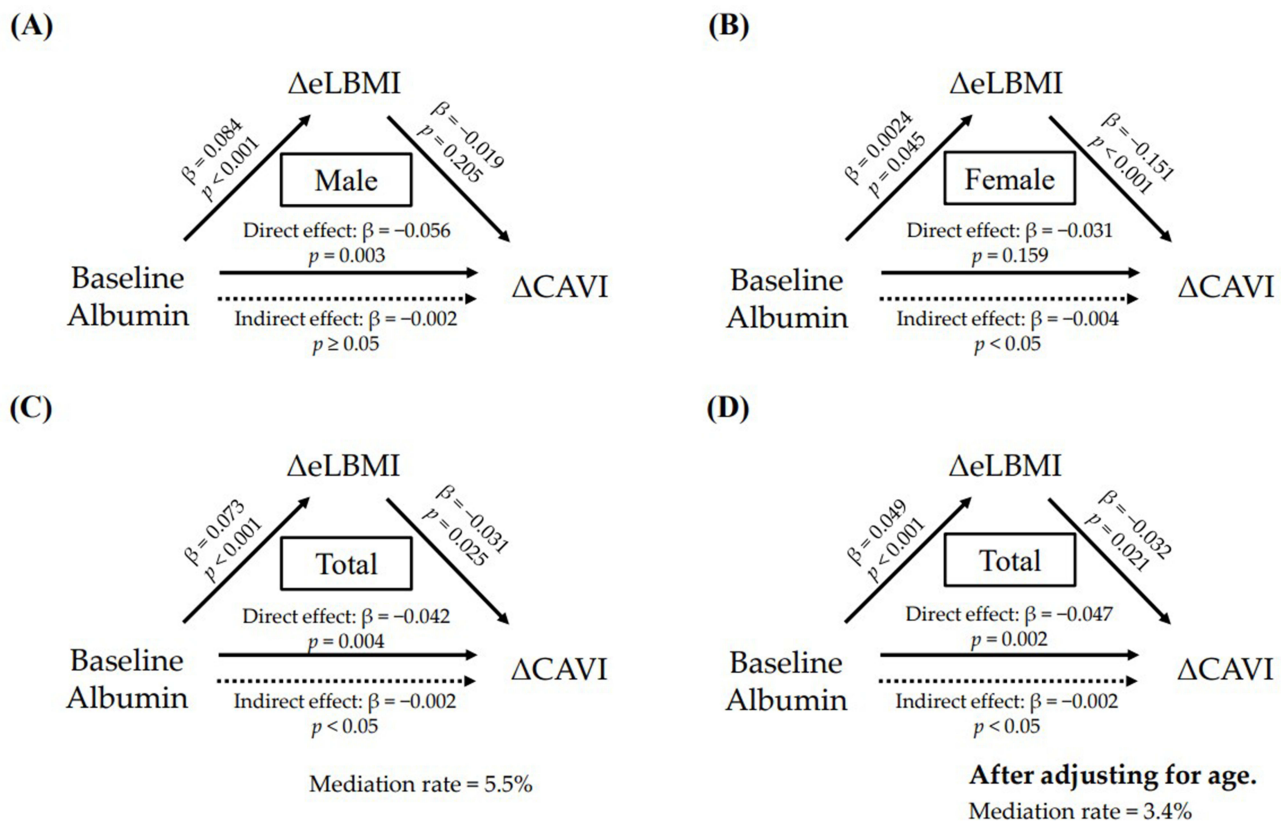 (A)
ΔeLBMI
β = 0.084
p < 0.001
β = −0.019
p = 0.205
Male
Direct effect: β = −0.056
p = 0.003
Baseline
Albumin
ΔCAVI
Indirect effect: β = −0.002
p ≥ 0.05
(B)
ΔeLBMI
β = 0.0024
p = 0.045
β = −0.151
p < 0.001
Female
Direct effect: β = −0.031
p = 0.159
Baseline
Albumin
ΔCAVI
Indirect effect: β = −0.004
p < 0.05
(C)
ΔeLBMI
β = 0.073
p < 0.001
β = −0.031
p = 0.025
Total
Direct effect: β = −0.042
p = 0.004
Baseline
Albumin
ΔCAVI
Indirect effect: β = −0.002
p < 0.05
Mediation rate = 5.5%
(D)
ΔeLBMI
β = 0.049
p < 0.001
β = −0.032
p = 0.021
Total
Direct effect: β = −0.047
p = 0.002
Baseline
Albumin
ΔCAVI
Indirect effect: β = −0.002
p < 0.05
After adjusting for age.
Mediation rate = 3.4%